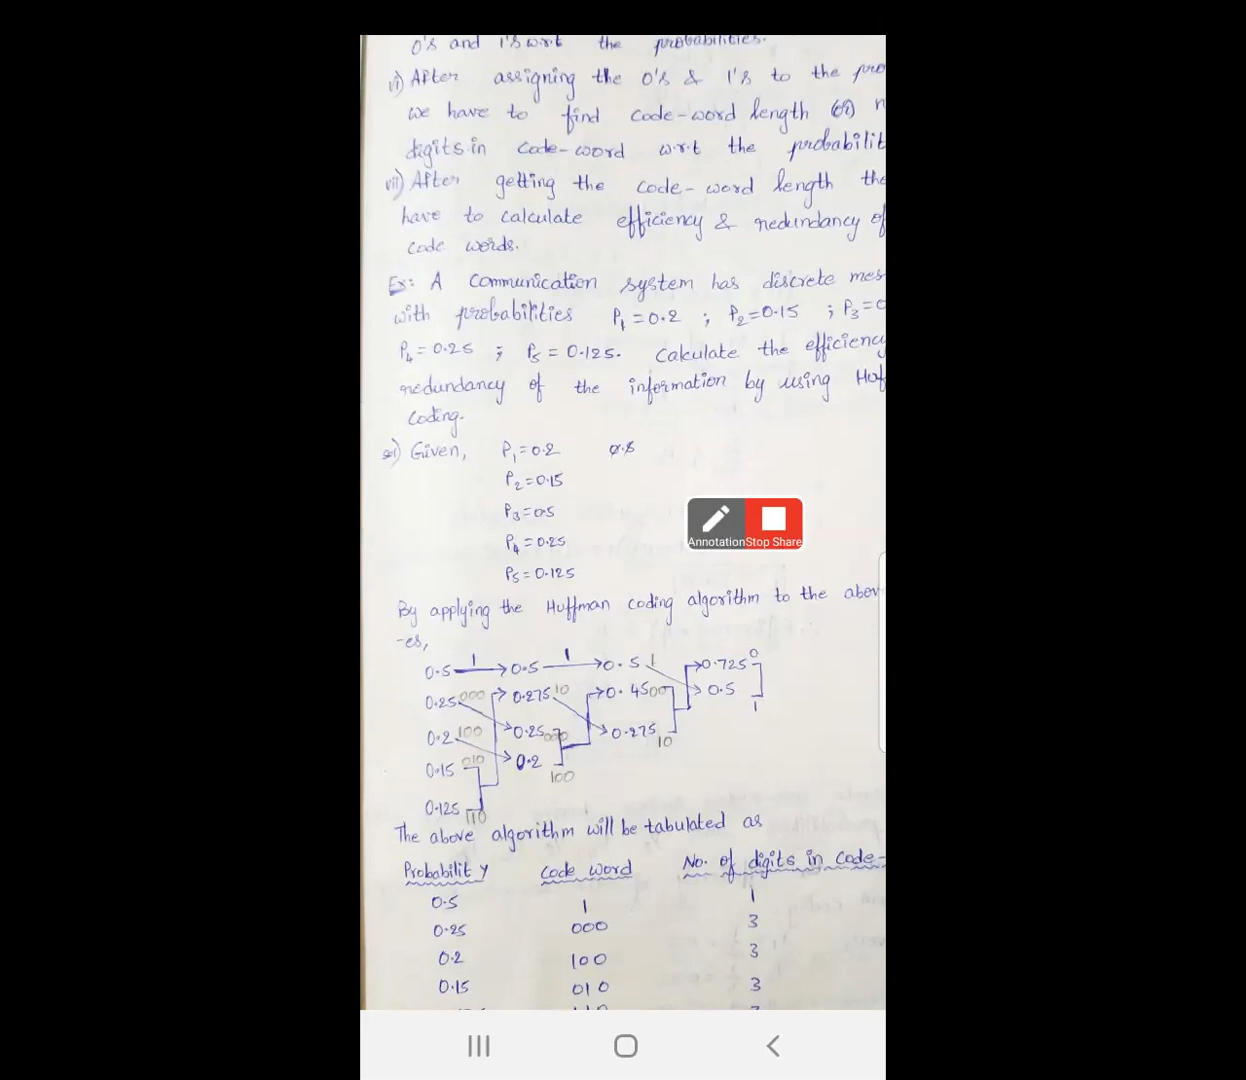 0's and 1's w.r.t the probabilities.
vi) After assigning the 0's & 1's to the pro
we have to find code-word length (or) n
digits in code-word w.r.t the probabilit
vii) After getting the code-word length the
have to calculate efficiency & redundancy of
code words.
Ex: A communication system has discrete mes
with probabilities P1 = 0.2 ; P2 = 0.15 ; P3 = 0
P4 = 0.25 ; P5 = 0.125. Calculate the efficiency
redundancy of the information by using Huf
coding.
sol) Given, P1 = 0.2 0.5
P2 = 0.15
P3 = 0.5
P4 = 0.25
P5 = 0.125
Annotation Stop Share
By applying the Huffman coding algorithm to the abov
-es,
0.5 1 0.5 1 0.5 1 0.725 0
0.25 000 0.275 10 0.45 00 0.5 1
0.2 100 0.25 000 0.275 10
0.15 010 0.2 100
0.125 110
The above algorithm will be tabulated as
Probability Code word No. of digits in code-
0.5 1 1
0.25 000 3
0.2 100 3
0.15 010 3